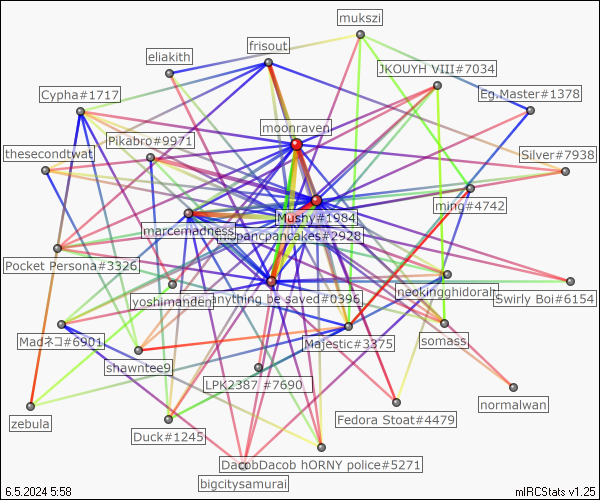 mukszi
frisout
eliakith
JKOUYH VIII#7034
Eg.Master#1378
Cypha#1717
moonraven
Pikabro#9971
thesecondtwat
Silver#7938
ming#4742
Mushy#1984
marcemadness
mspancpancakes#2928
Pocket Persona#3326
neokingghidorah
Swirly Boi#6154
yoshimanden
anything be saved#0396
Madネコ#6901
Majestic#3375
somass
shawntee9
LPK2387 #7690
normalwan
zebula
Fedora Stoat#4479
Duck#1245
DacobDacob hORNY police#5271
bigcitysamurai
6.5.2024 5:58
mIRCStats v1.25